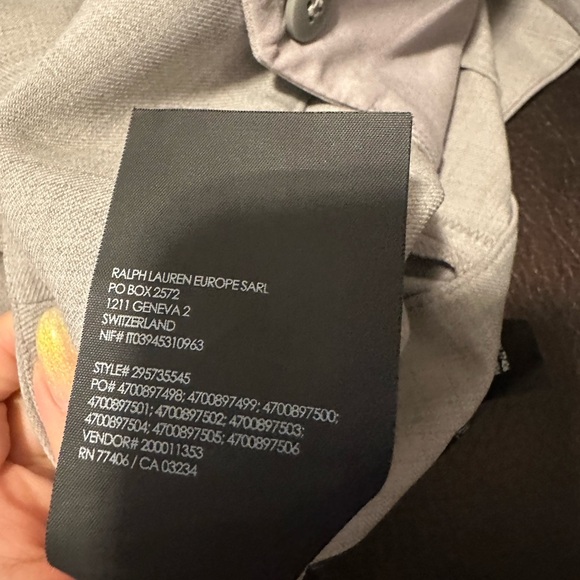 RALPH LAUREN EUROPE SARL
PO BOX 2572
1211 GENEVA 2
SWITZERLAND
NIF# IT03945310963
STYLE# 295735545
PO# 4700897498; 4700897499; 4700897500;
4700897501; 4700897502; 4700897503;
4700897504; 4700897505; 4700897506
VENDOR# 200011353
RN 77406 / CA 03234